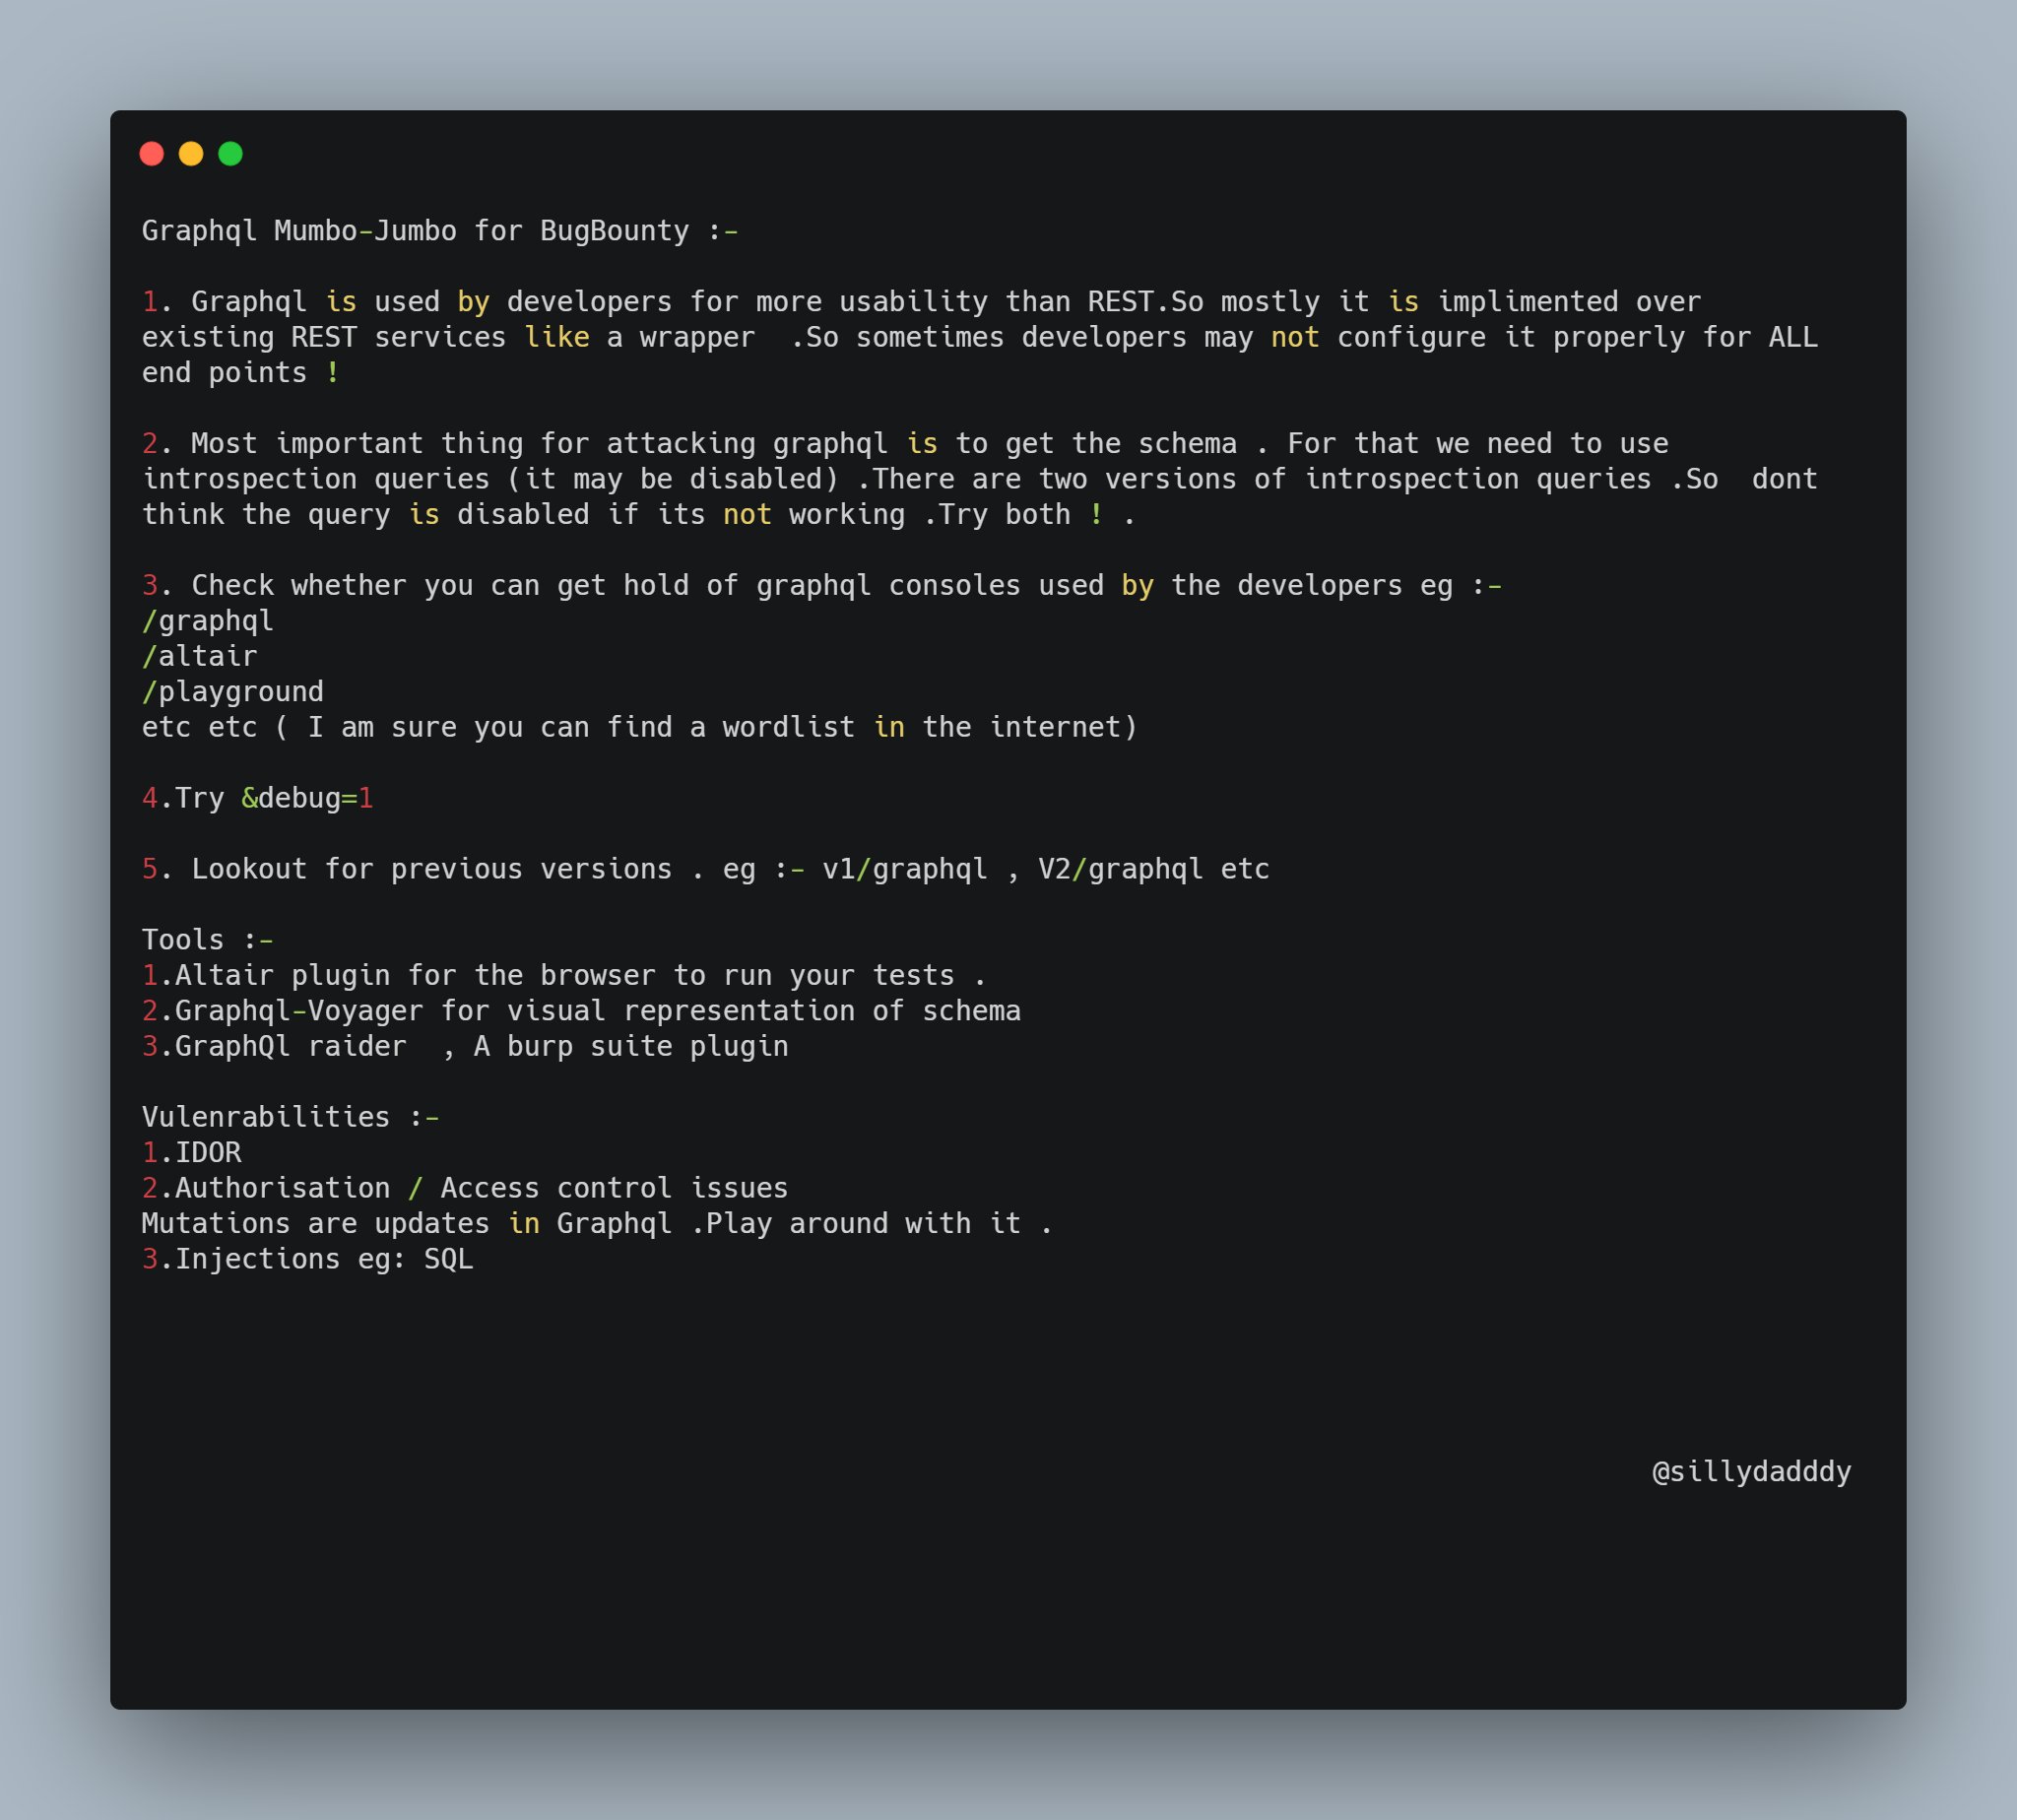 Graphql Mumbo-Jumbo for BugBounty :-
1. Graphql is used by developers for more usability than REST.So mostly it is implimented over
existing REST services like a wrapper  .So sometimes developers may not configure it properly for ALL
end points !
2. Most important thing for attacking graphql is to get the schema . For that we need to use
introspection queries (it may be disabled) .There are two versions of introspection queries .So  dont
think the query is disabled if its not working .Try both ! .
3. Check whether you can get hold of graphql consoles used by the developers eg :-
/graphql
/altair
/playground
etc etc ( I am sure you can find a wordlist in the internet)
4.Try &debug=1
5. Lookout for previous versions . eg :- v1/graphql , V2/graphql etc
Tools :-
1.Altair plugin for the browser to run your tests .
2.Graphql-Voyager for visual representation of schema
3.GraphQl raider  , A burp suite plugin
Vulenrabilities :-
1.IDOR
2.Authorisation / Access control issues
Mutations are updates in Graphql .Play around with it .
3.Injections eg: SQL
@sillydadddy